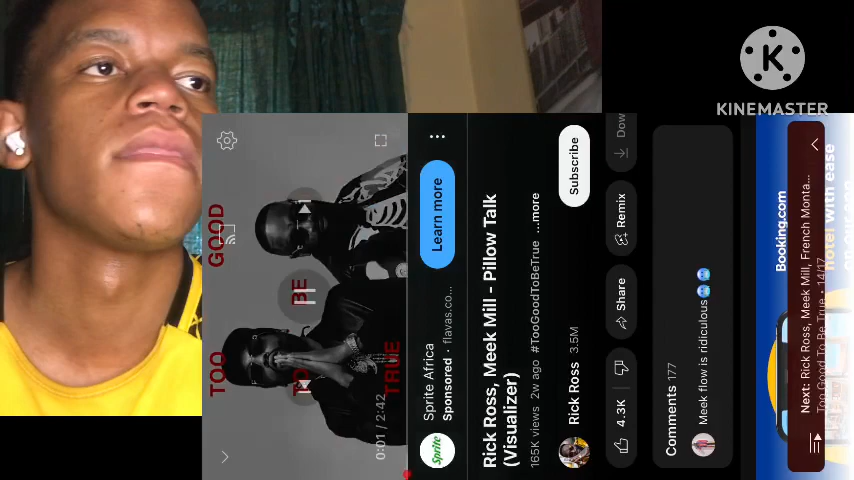 KINEMASTER
TOO GOOD
TO BE
TRUE
0:01 / 2:42
Sprite
Sprite Africa
Sponsored · flavas.co...
Learn more
Rick Ross, Meek Mill - Pillow Talk
(Visualizer)
165K views 2w ago #TooGoodToBeTrue ...more
Rick Ross 3.5M
Subscribe
4.3K
Share
Remix
Dow
Comments 177
Meek flow is ridiculous🥶🥶
Booking.com
Next: Rick Ross, Meek Mill, French Monta...
Too Good To Be True • 14/17
hotel with ease